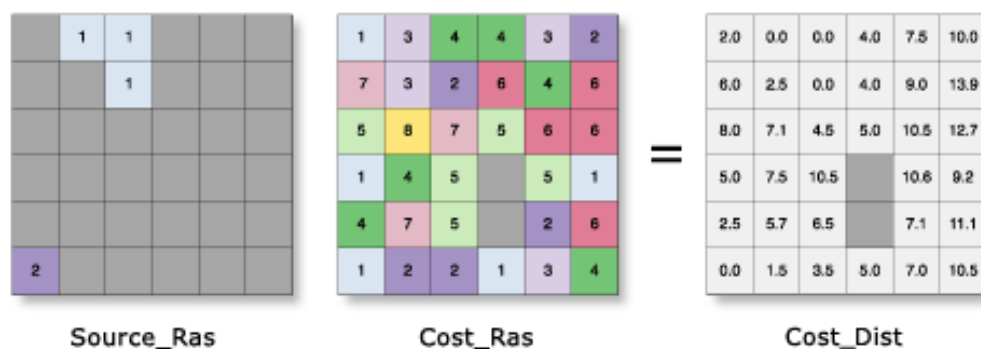 1 1 1 3 4 4 3 2 2.0 0.0 0.0 4.0 7.5 10.0
1 7 3 2 6 4 6 6.0 2.5 0.0 4.0 9.0 13.9
5 8 7 5 6 6 8.0 7.1 4.5 5.0 10.5 12.7
=
1 4 5 5 1 5.0 7.5 10.5 10.6 9.2
4 7 5 2 6 2.5 5.7 6.5 7.1 11.1
2 1 2 2 1 3 4 0.0 1.5 3.5 5.0 7.0 10.5
Source_Ras Cost_Ras Cost_Dist